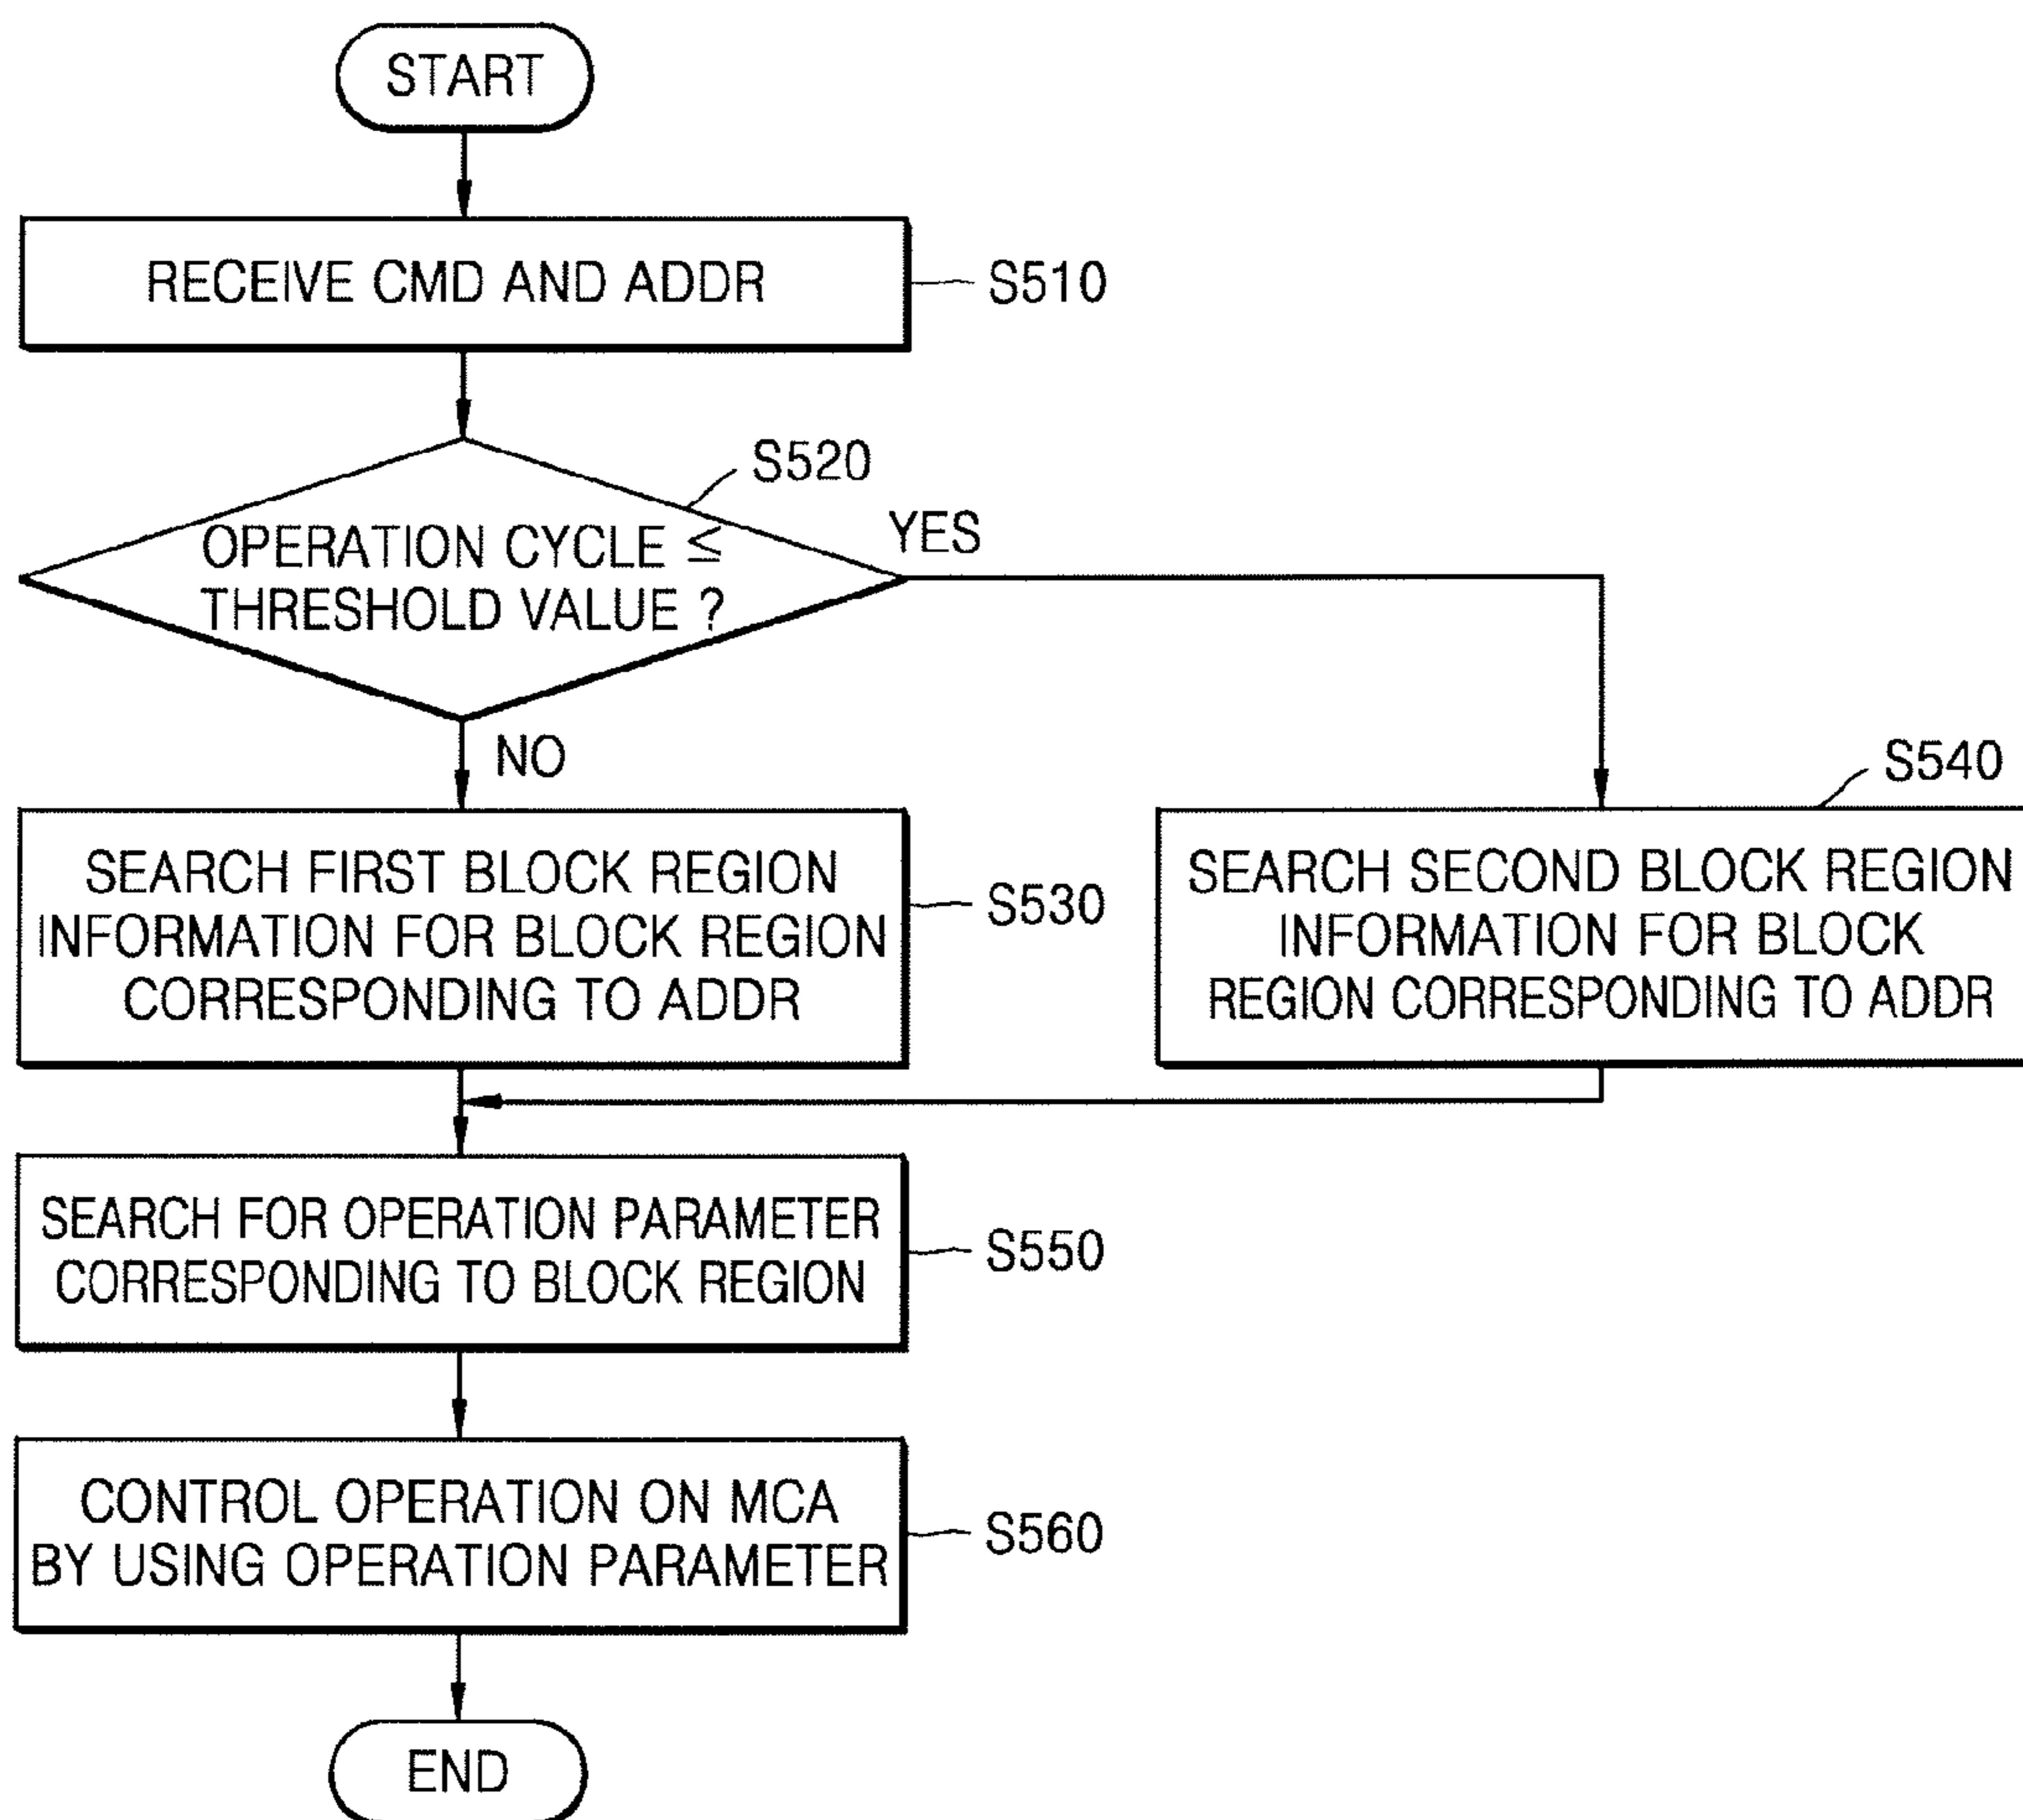 START
RECEIVE CMD AND ADDR
S510
S520
OPERATION CYCLE ≤
THRESHOLD VALUE ?
YES
NO
SEARCH FIRST BLOCK REGION
INFORMATION FOR BLOCK REGION
CORRESPONDING TO ADDR
S530
S540
SEARCH SECOND BLOCK REGION
INFORMATION FOR BLOCK
REGION CORRESPONDING TO ADDR
SEARCH FOR OPERATION PARAMETER
CORRESPONDING TO BLOCK REGION
S550
CONTROL OPERATION ON MCA
BY USING OPERATION PARAMETER
S560
END